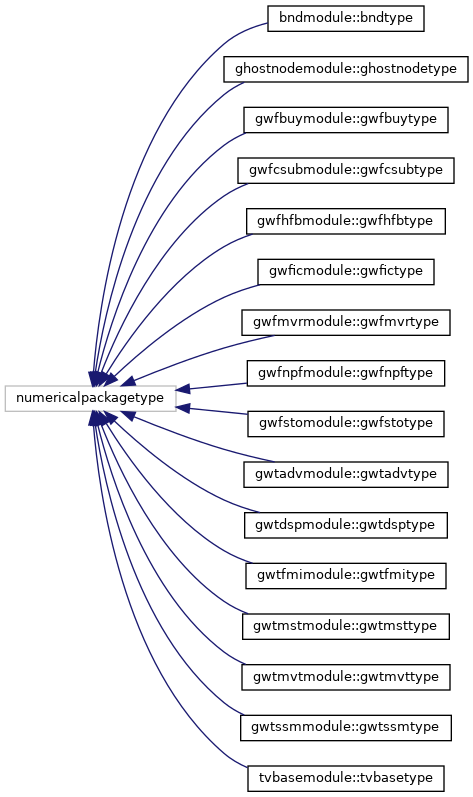 bndmodule::bndtype
ghostnodemodule::ghostnodetype
gwfbuymodule::gwfbuytype
gwfcsubmodule::gwfcsubtype
gwfhfbmodule::gwfhfbtype
gwficmodule::gwfictype
gwfmvrmodule::gwfmvrtype
gwfnpfmodule::gwfnpftype
numericalpackagetype
gwfstomodule::gwfstotype
gwtadvmodule::gwtadvtype
gwtdspmodule::gwtdsptype
gwtfmimodule::gwtfmitype
gwtmstmodule::gwtmsttype
gwtmvtmodule::gwtmvttype
gwtssmmodule::gwtssmtype
tvbasemodule::tvbasetype